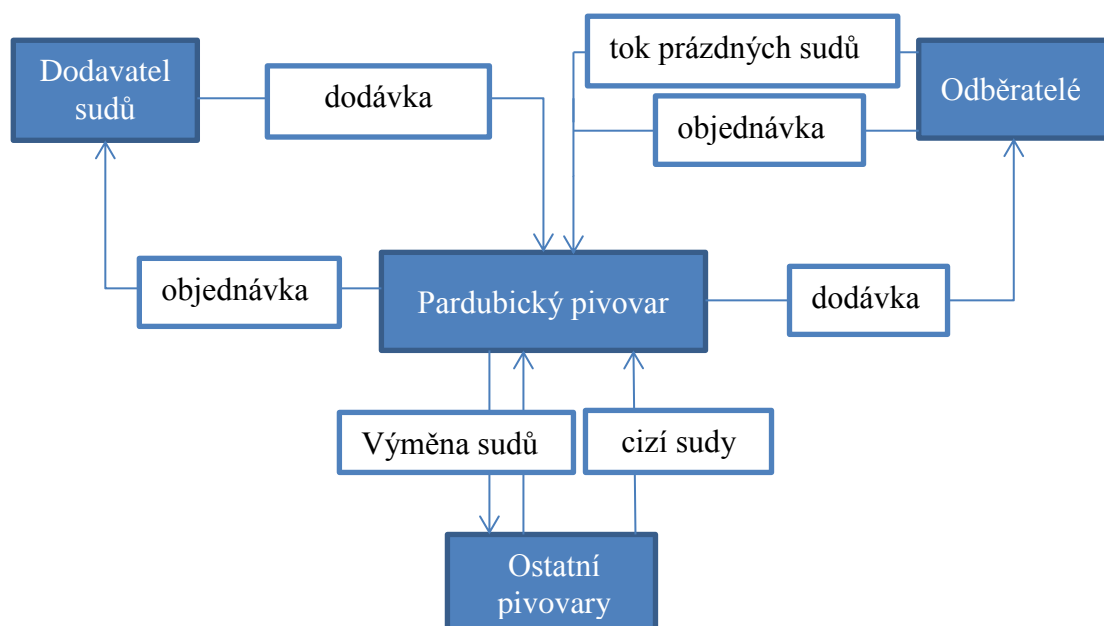 tok prázdných sudů
Dodavatel
sudů
dodávka
Odběratelé
objednávka
objednávka
Pardubický pivovar
dodávka
Výměna sudů
cizí sudy
Ostatní
pivovary